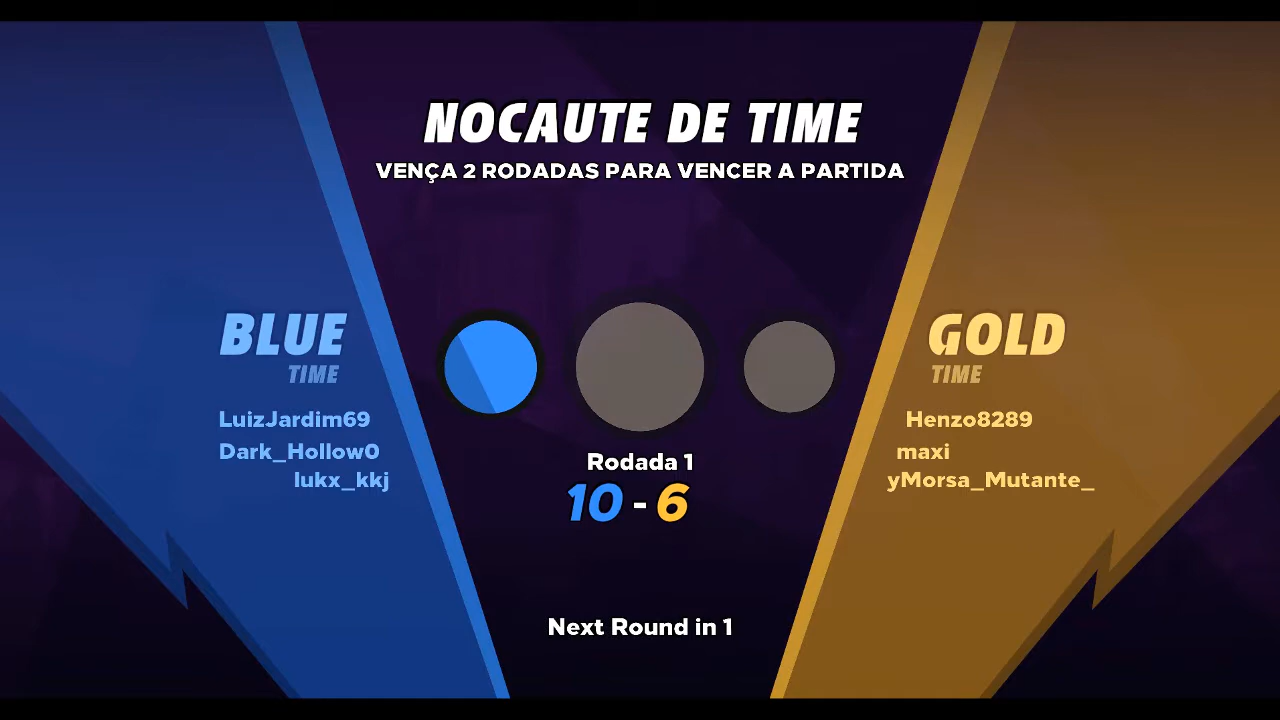 NOCAUTE DE TIME
VENÇA 2 RODADAS PARA VENCER A PARTIDA
BLUE
TIME
LuizJardim69
Dark_Hollow0
lukx_kkj
GOLD
TIME
Henzo8289
maxi
yMorsa_Mutante_
Rodada 1
10 - 6
Next Round in 1